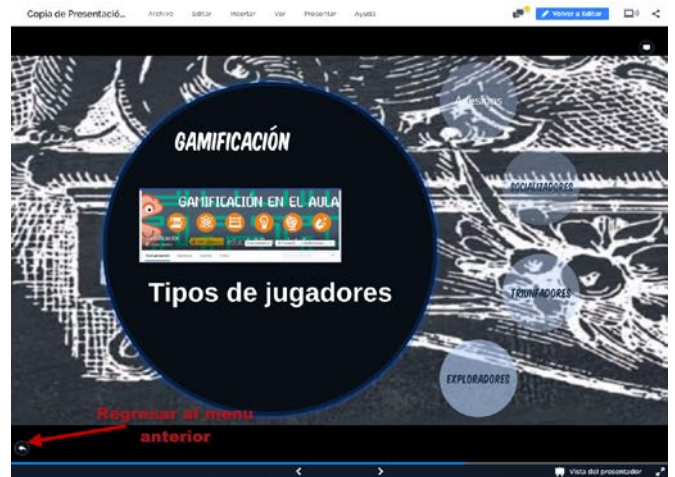 Copia de Presentació...
Archivo Editar Insertar Ver Presentar Ayuda
Volver a Editar
GAMIFICACIÓN
GAMIFICACIÓN EN EL AULA
Tipos de jugadores
Asesinos
SOCIALIZADORES
TRIUNFADORES
EXPLORADORES
Regresar al menu
anterior
Vista del presentador